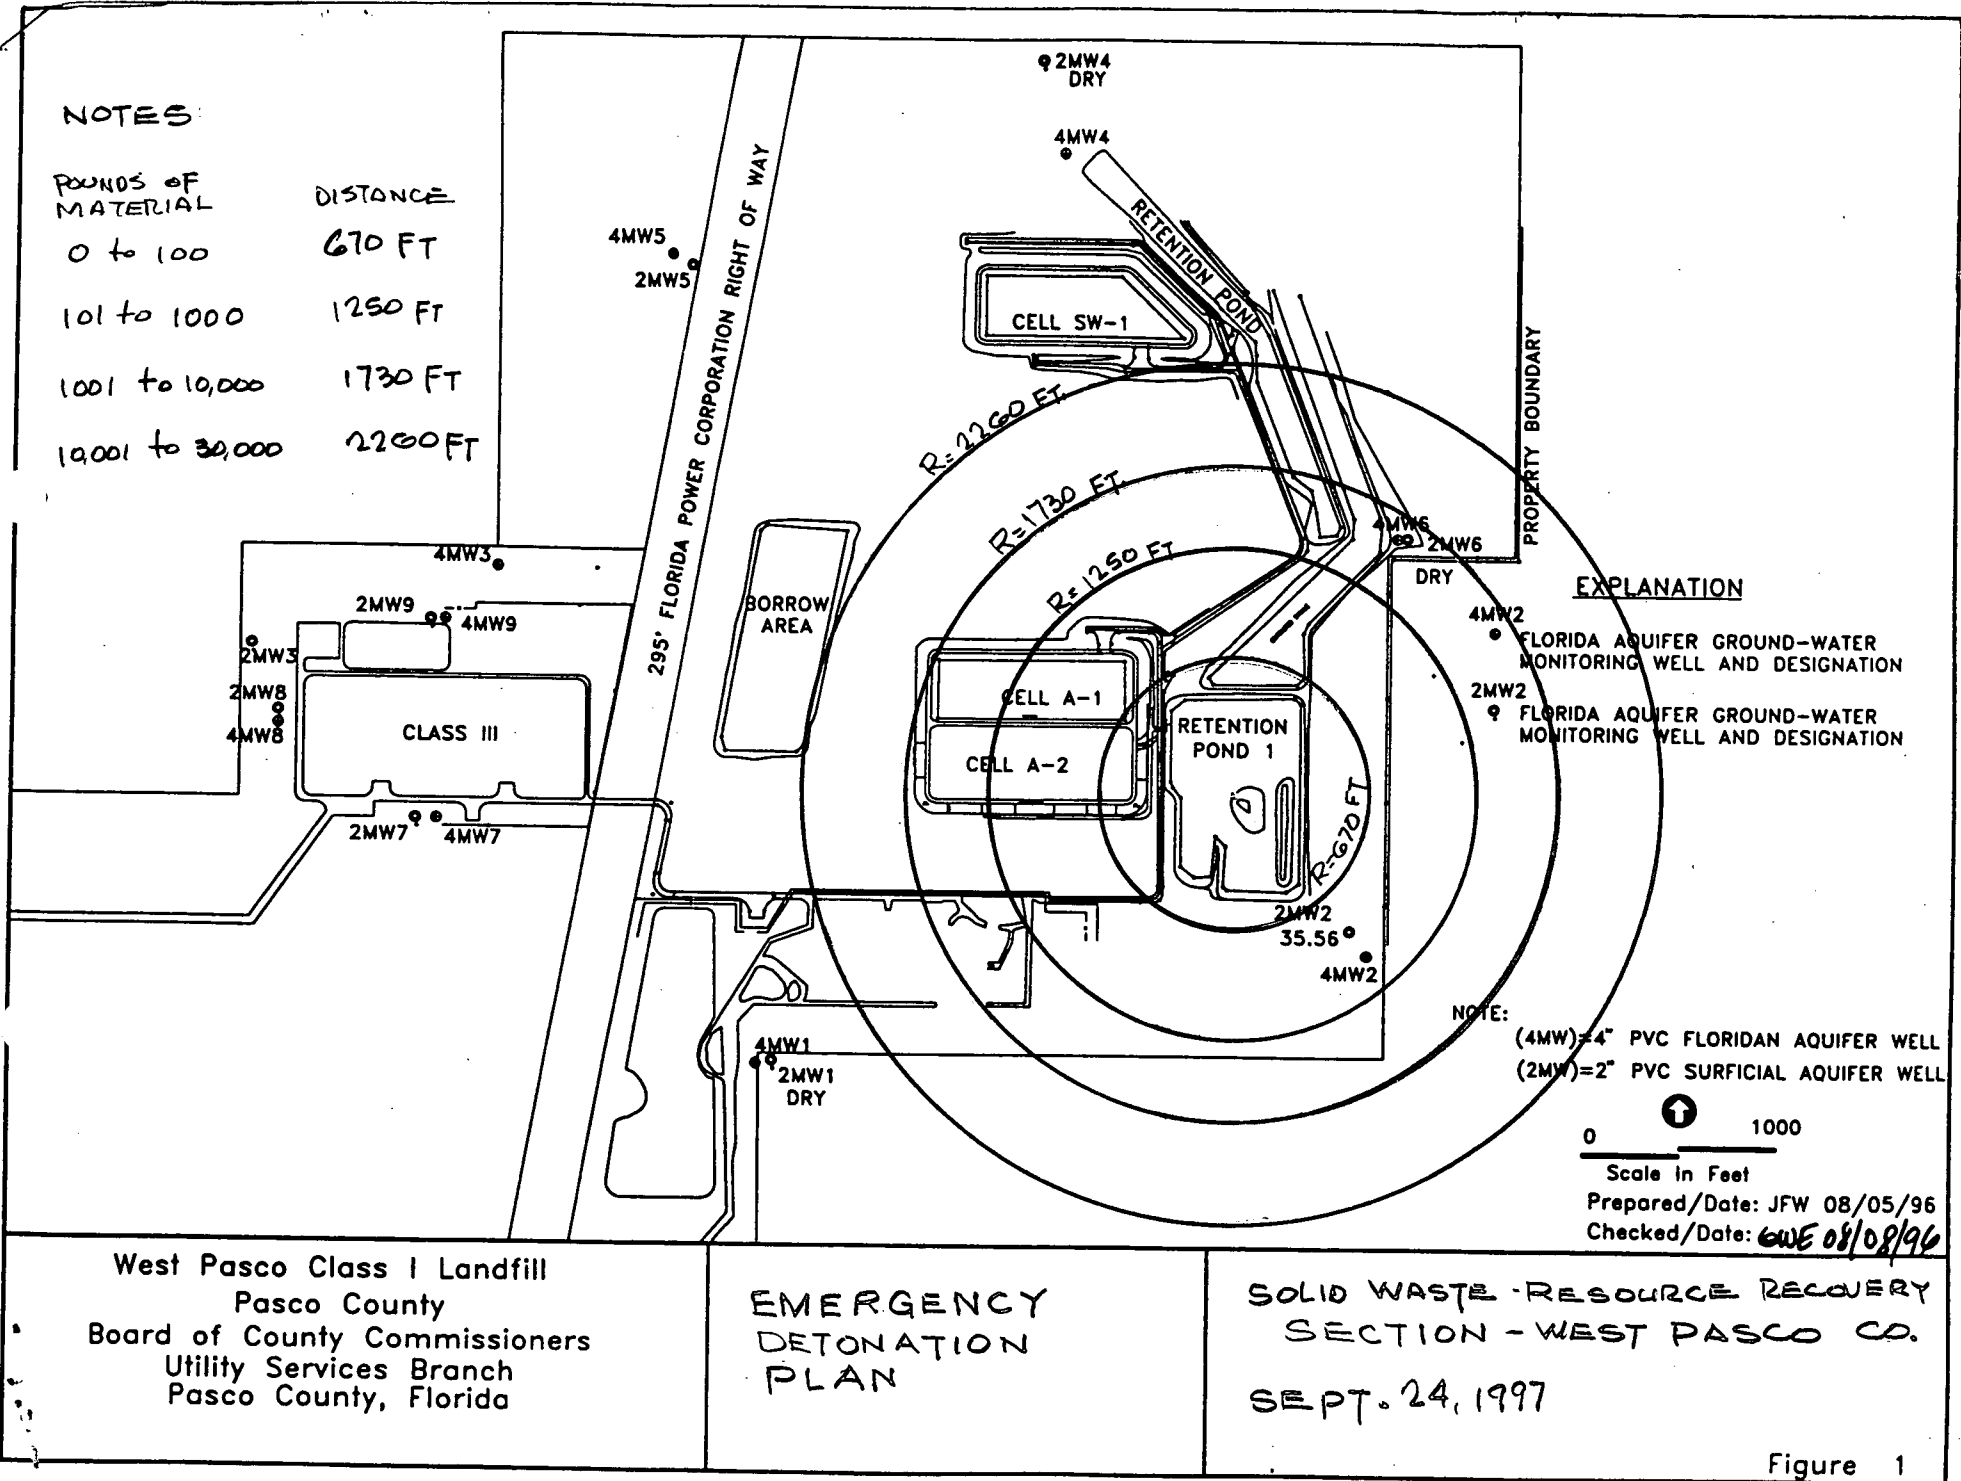 NOTES:
POUNDS OF
MATERIAL
DISTANCE
0 to 100
670 FT
101 to 1000
1250 FT
1001 to 10,000
1730 FT
10,001 to 30,000
2260 FT
2MW4
DRY
4MW4
4MW5
2MW5
295' FLORIDA POWER CORPORATION RIGHT OF WAY
RETENTION POND
CELL SW-1
PROPERTY BOUNDARY
R=2260 FT.
R=1730 FT.
R=1250 FT
4MW6
2MW6
DRY
4MW3
2MW9
4MW9
2MW3
2MW8
4MW8
CLASS III
2MW7
4MW7
BORROW
AREA
CELL A-1
CELL A-2
RETENTION
POND 1
R=670 FT
2MW2
35.56
4MW2
4MW1
2MW1
DRY
EXPLANATION
4MW2
FLORIDA AQUIFER GROUND-WATER
MONITORING WELL AND DESIGNATION
2MW2
FLORIDA AQUIFER GROUND-WATER
MONITORING WELL AND DESIGNATION
NOTE:
(4MW)=4" PVC FLORIDAN AQUIFER WELL
(2MW)=2" PVC SURFICIAL AQUIFER WELL
0 1000
Scale in Feet
Prepared/Date: JFW 08/05/96
Checked/Date: GWE 08/08/96
West Pasco Class I Landfill
Pasco County
Board of County Commissioners
Utility Services Branch
Pasco County, Florida
EMERGENCY
DETONATION
PLAN
SOLID WASTE - RESOURCE RECOVERY
SECTION - WEST PASCO CO.
SEPT. 24, 1997
Figure 1